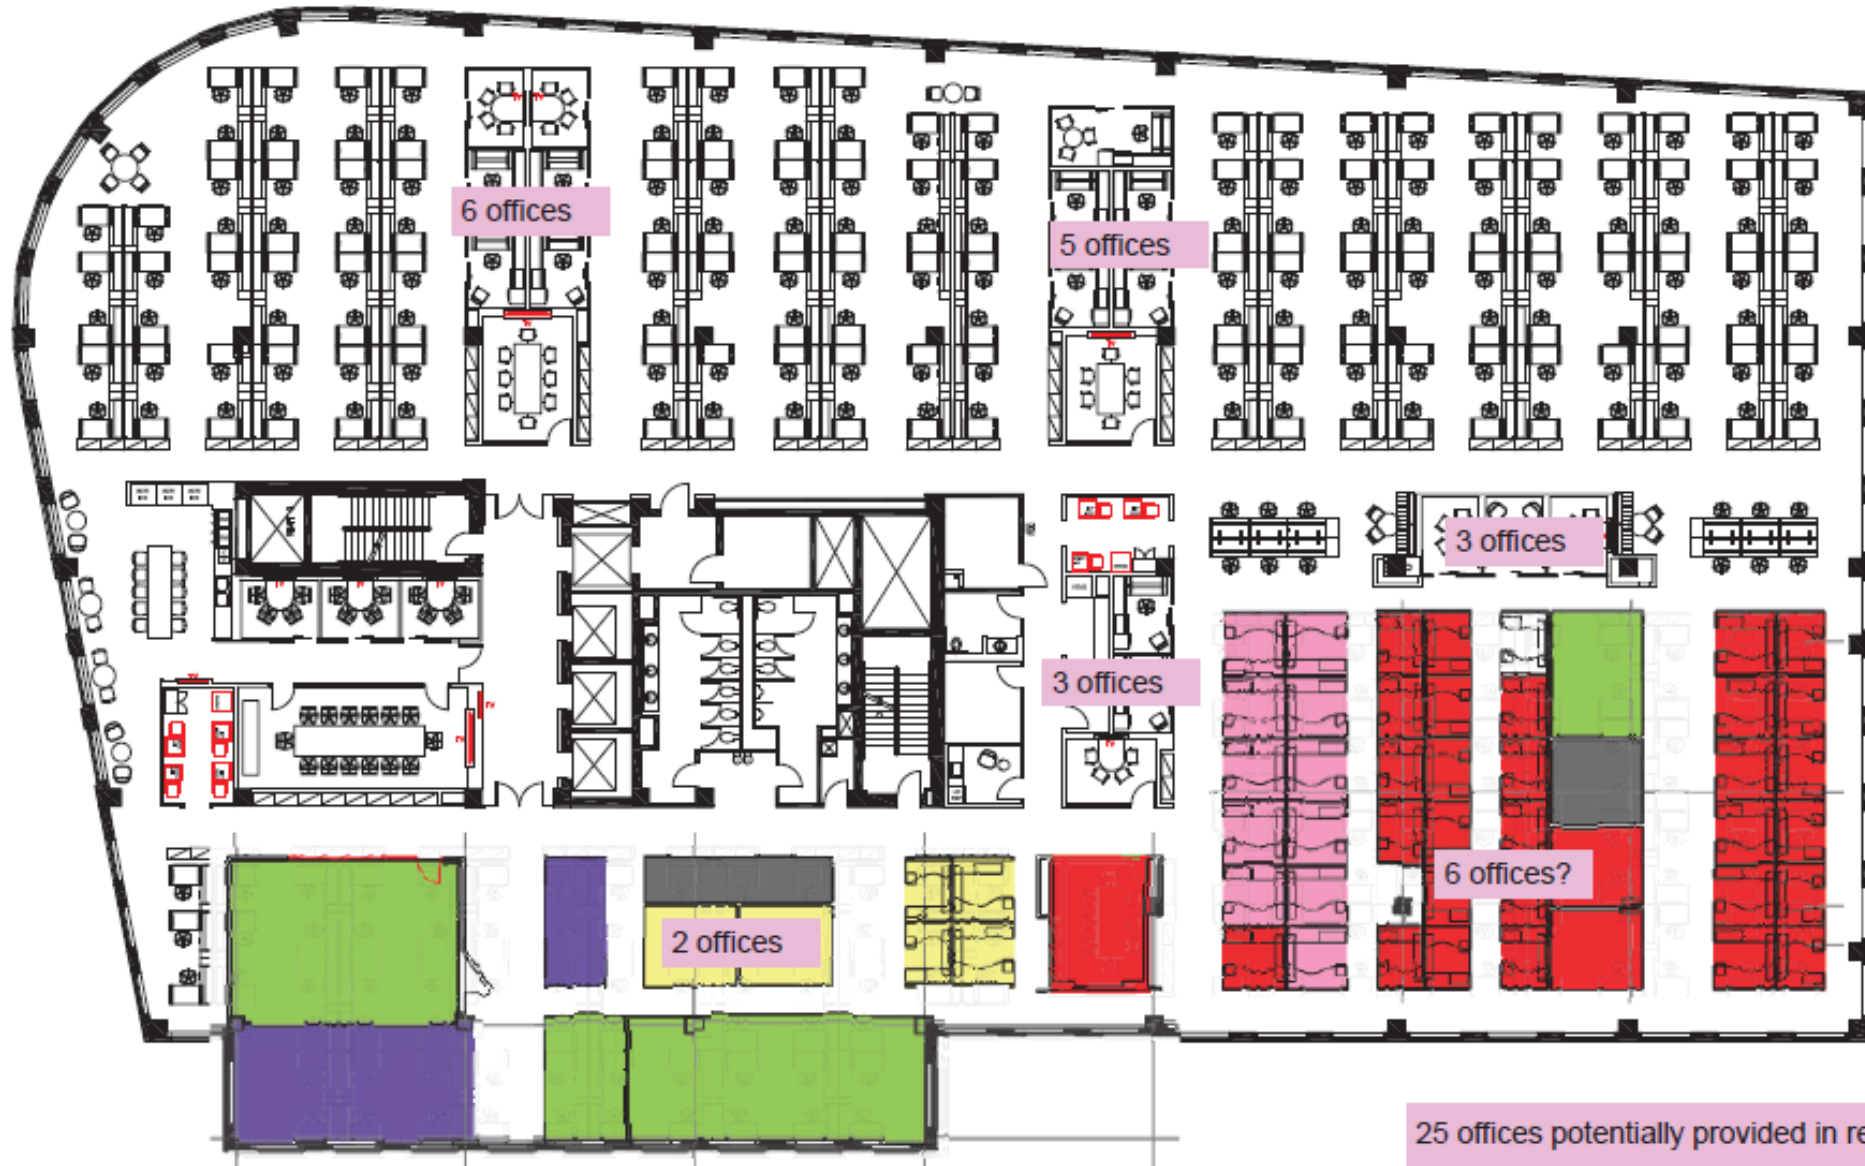 6 offices
5 offices
3 offices
3 offices
6 offices?
2 offices
25 offices potentially provided in re